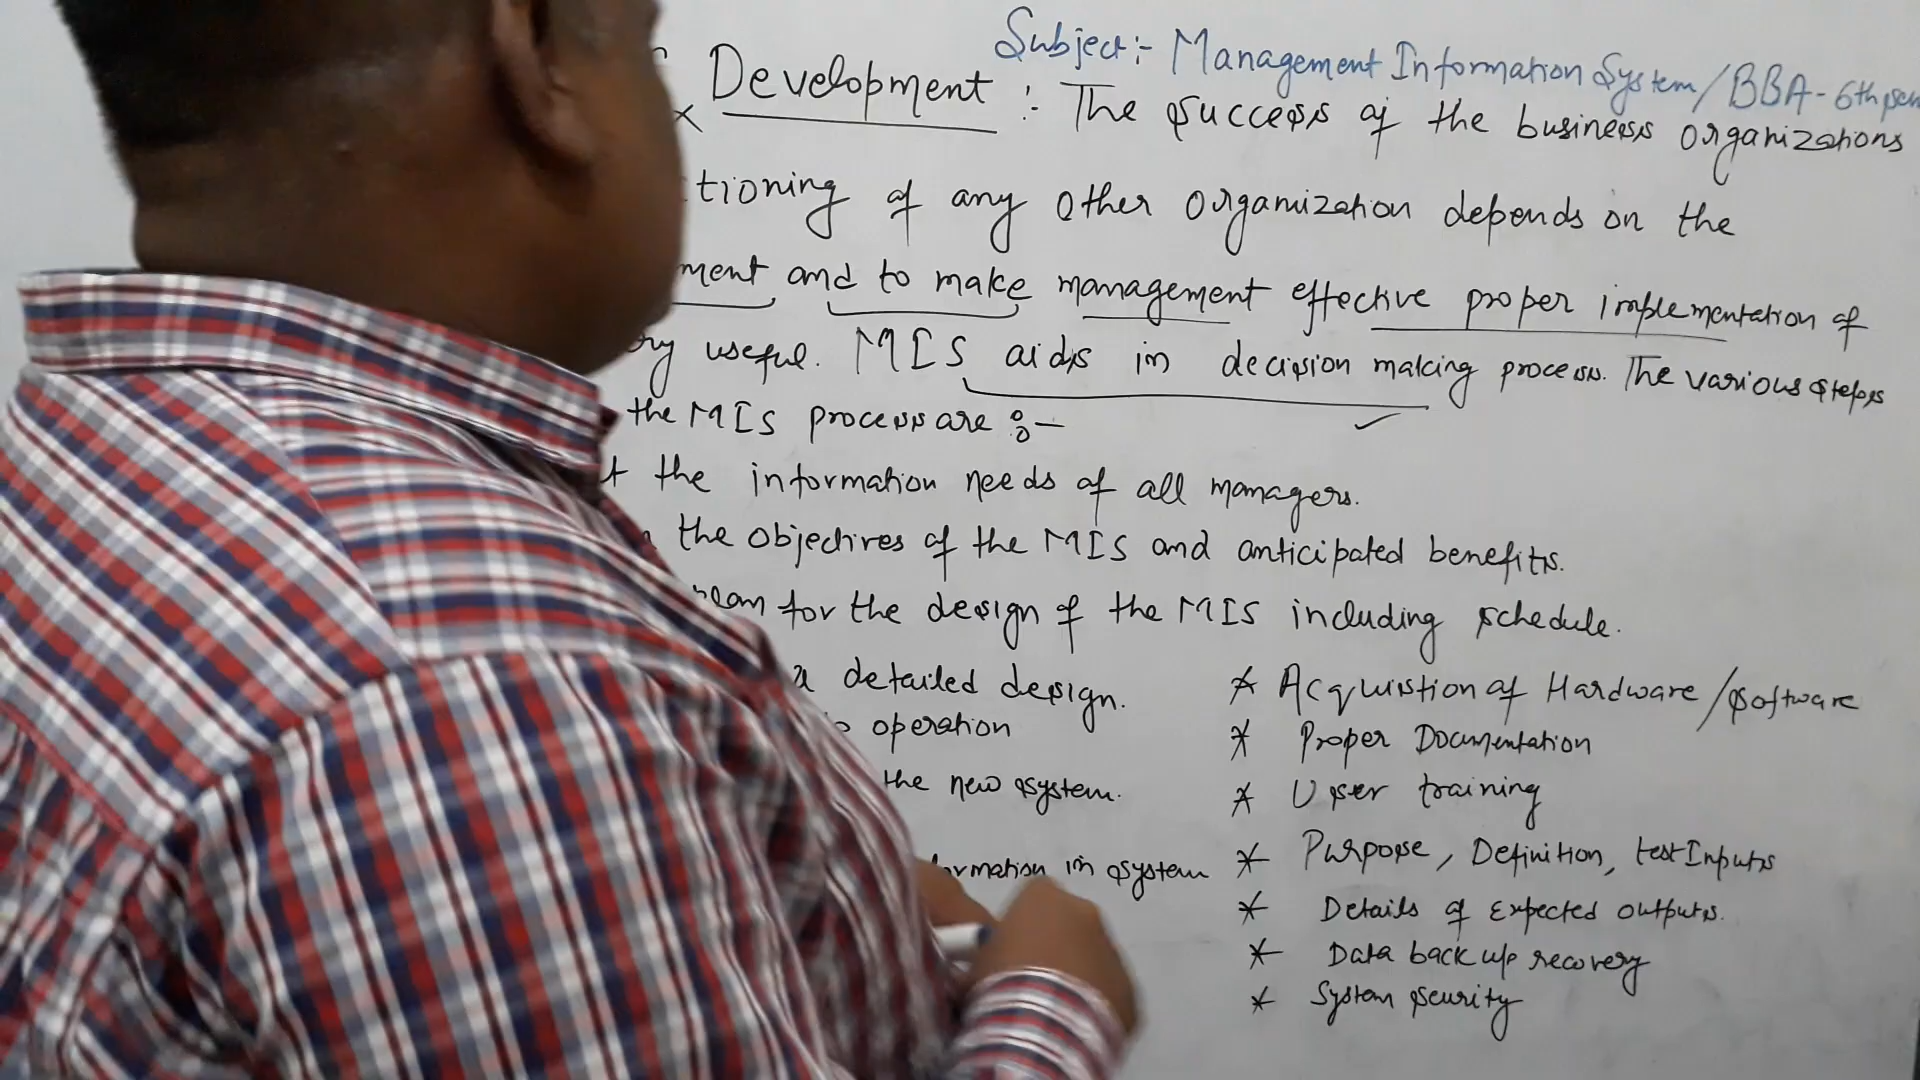 Subject:- Management Information System/BBA-6th sem
Development :- The success of the business organizations
tioning of any other organization depends on the
ment and to make management effective proper implementation of
ry useful. MIS aids in decision making process. The various steps
the MIS process are :-
t the information needs of all managers.
the objectives of the MIS and anticipated benefits.
for the design of the MIS including schedule.
a detailed design.
operation
the new system.
rmation in system
* Acquistion of Hardware/software
* Proper Documentation
* User training
* Purpose, Definition, test Inputs
* Details of Expected outputs.
* Data back up recovery
* System security